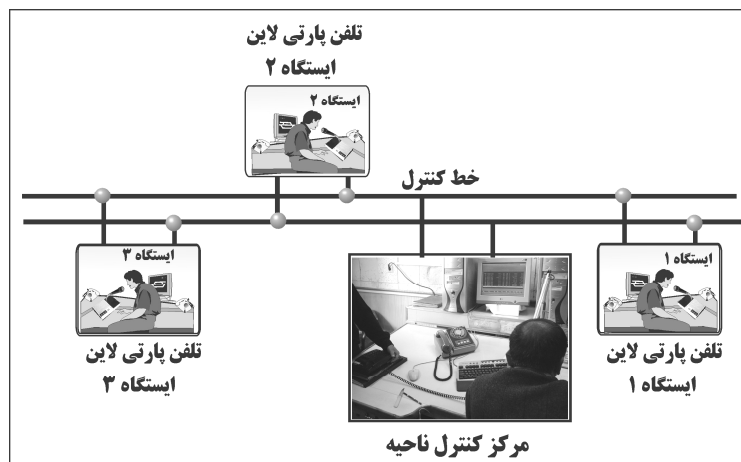 تلفن پارتی لاین
ایستگاه ۲
ایستگاه ۲
خط کنترل
ایستگاه ۳
ایستگاه ۱
تلفن پارتی لاین
ایستگاه ۳
تلفن پارتی لاین
ایستگاه ۱
مرکز کنترل ناحیه